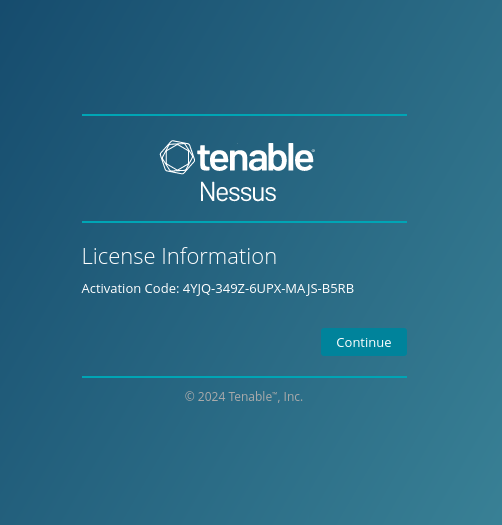 tenable
Nessus
License Information
Activation Code: 4YJQ-349Z-6UPX-MAJS-B5RB
Continue
© 2024 Tenable™, Inc.